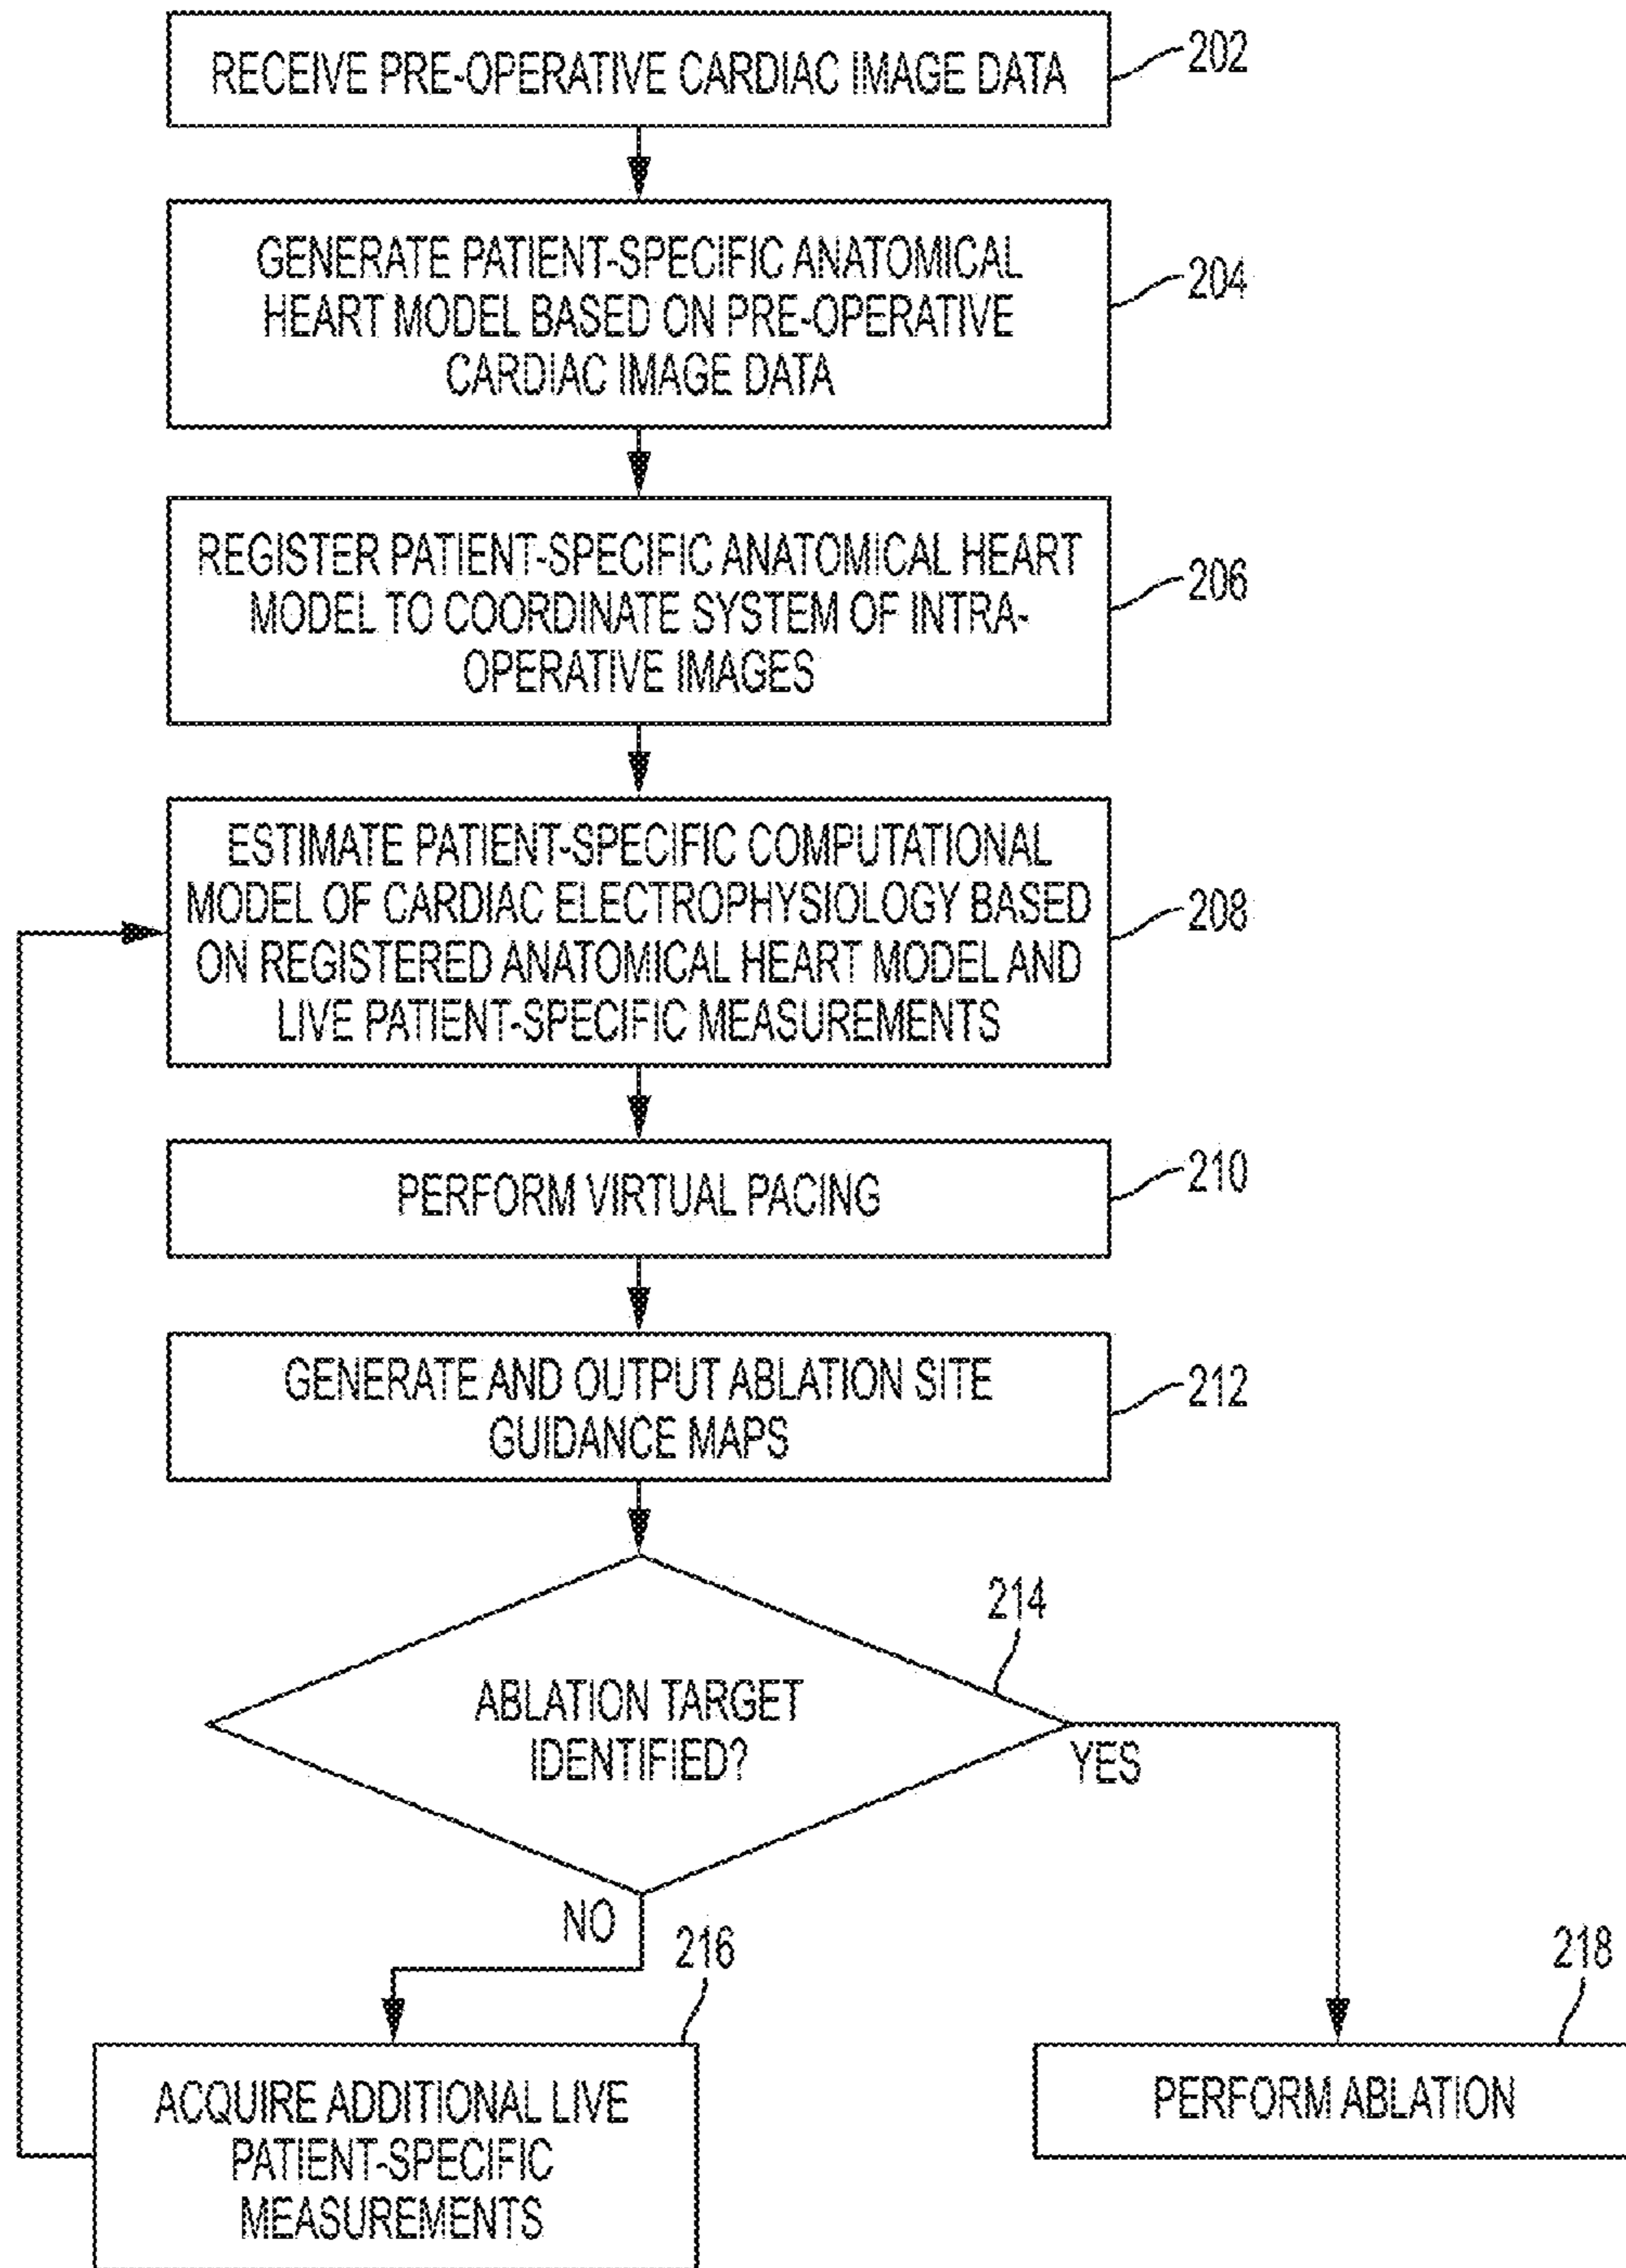 RECEIVE PRE-OPERATIVE CARDIAC IMAGE DATA
202
GENERATE PATIENT-SPECIFIC ANATOMICAL
HEART MODEL BASED ON PRE-OPERATIVE
CARDIAC IMAGE DATA
204
REGISTER PATIENT-SPECIFIC ANATOMICAL HEART
MODEL TO COORDINATE SYSTEM OF INTRA-
OPERATIVE IMAGES
206
ESTIMATE PATIENT-SPECIFIC COMPUTATIONAL
MODEL OF CARDIAC ELECTROPHYSIOLOGY BASED
ON REGISTERED ANATOMICAL HEART MODEL AND
LIVE PATIENT-SPECIFIC MEASUREMENTS
208
PERFORM VIRTUAL PACING
210
GENERATE AND OUTPUT ABLATION SITE
GUIDANCE MAPS
212
214
ABLATION TARGET
IDENTIFIED?
YES
NO
216
218
ACQUIRE ADDITIONAL LIVE
PATIENT-SPECIFIC
MEASUREMENTS
PERFORM ABLATION